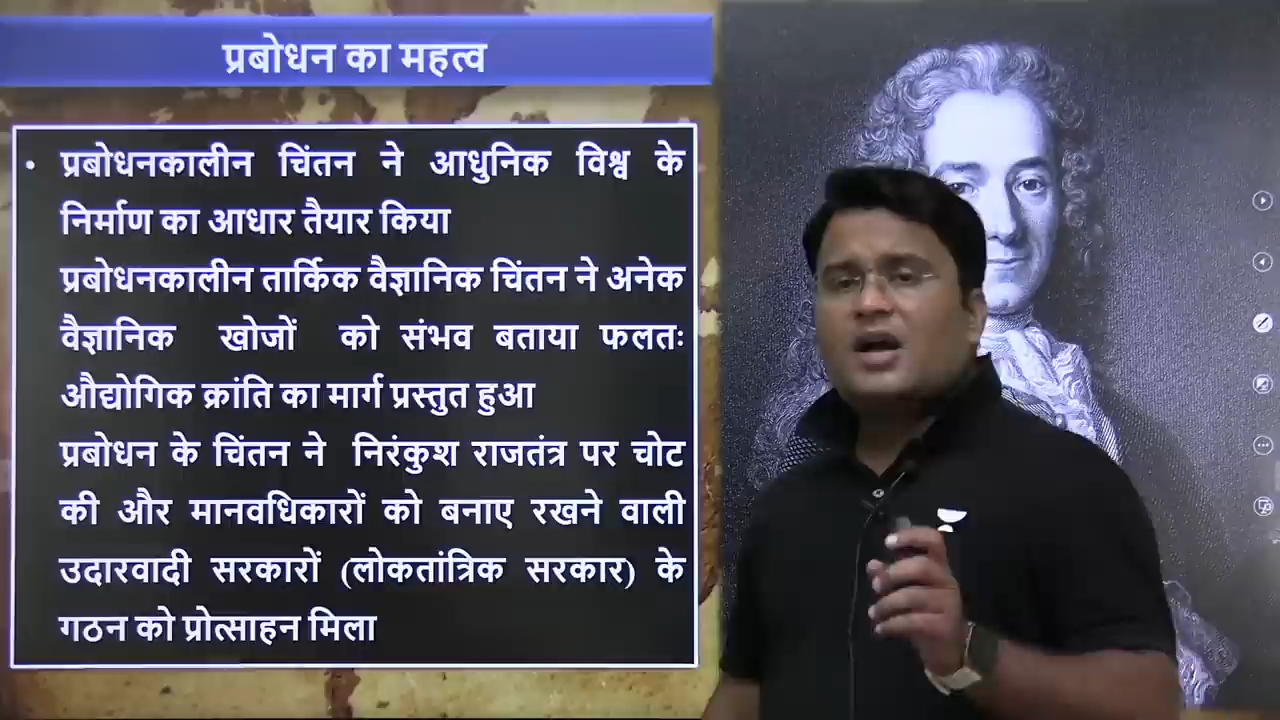 प्रबोधन का महत्व
• प्रबोधनकालीन चिंतन ने आधुनिक विश्व के
निर्माण का आधार तैयार किया
प्रबोधनकालीन तार्किक वैज्ञानिक चिंतन ने अनेक
वैज्ञानिक खोजों को संभव बताया फलतः
औद्योगिक क्रांति का मार्ग प्रस्तुत हुआ
प्रबोधन के चिंतन ने निरंकुश राजतंत्र पर चोट
की और मानवधिकारों को बनाए रखने वाली
उदारवादी सरकारों (लोकतांत्रिक सरकार) के
गठन को प्रोत्साहन मिला